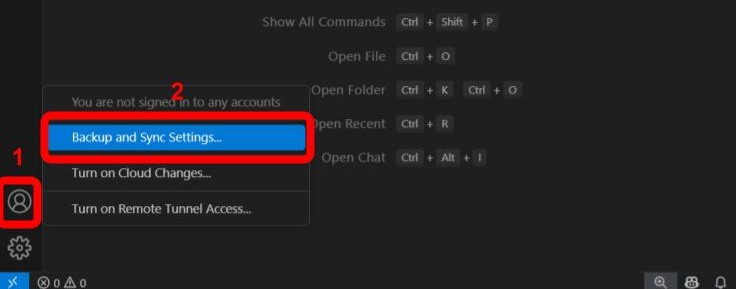 Show All Commands Ctrl + Shift + P
Open File Ctrl + O
Open Folder Ctrl + K Ctrl + O
Open Recent Ctrl + R
Open Chat Ctrl + Alt + I
2
You are not signed in to any accounts
Backup and Sync Settings...
1
Turn on Cloud Changes...
Turn on Remote Tunnel Access...
0 0